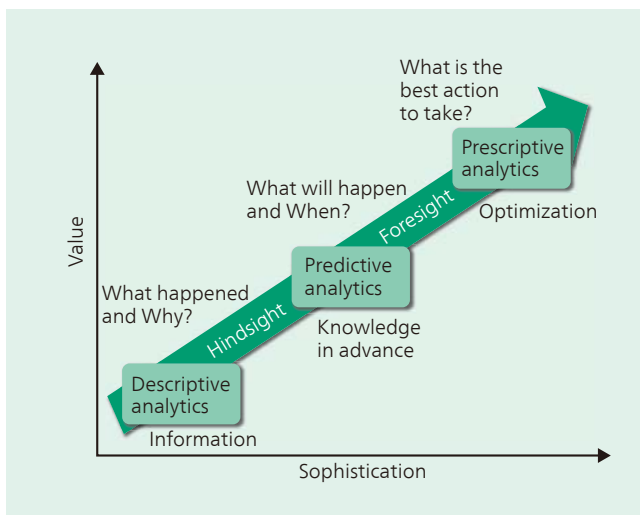 What is the
best action
to take?
Prescriptive
analytics
Optimization
What will happen
and When?
Foresight
Predictive
analytics
Knowledge
in advance
What happened
and Why?
Hindsight
Descriptive
analytics
Information
Value
Sophistication